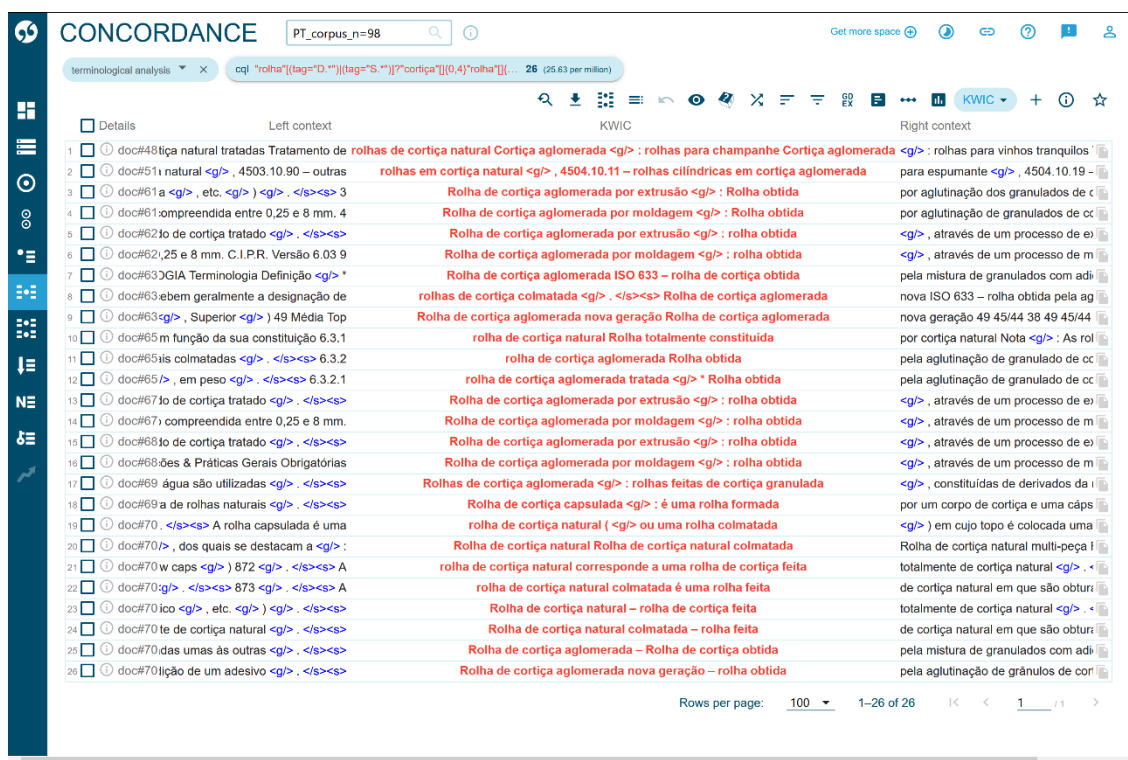 CONCORDANCE PT_corpus_n=98 Get more space
terminological analysis cql "rolha"[(tag="D.*")|(tag="S.*")]?"cortiça"[]{0,4}"rolha"[]{,... 26 (25.63 per million)
KWIC
Details Left context KWIC Right context
1 doc#48 tiça natural tratadas Tratamento de rolhas de cortiça natural Cortiça aglomerada <g/> : rolhas para champanhe Cortiça aglomerada <g/> : rolhas para vinhos tranquilos
2 doc#51 natural <g/> , 4503.10.90 – outras rolhas em cortiça natural <g/> , 4504.10.11 – rolhas cilíndricas em cortiça aglomerada para espumante <g/> , 4504.10.19 –
3 doc#61 a <g/> , etc. <g/> ) <g/> . </s><s> 3 Rolha de cortiça aglomerada por extrusão <g/> : Rolha obtida por aglutinação dos granulados de
4 doc#61 ompreendida entre 0,25 e 8 mm. 4 Rolha de cortiça aglomerada por moldagem <g/> : Rolha obtida por aglutinação de granulados de
5 doc#62 do de cortiça tratado <g/> . </s><s> Rolha de cortiça aglomerada por extrusão <g/> : rolha obtida <g/> , através de um processo de
6 doc#62 ,25 e 8 mm. C.I.P.R. Versão 6.03 9 Rolha de cortiça aglomerada por moldagem <g/> : rolha obtida <g/> , através de um processo de m
7 doc#63 OGIA Terminologia Definição <g/> * Rolha de cortiça aglomerada ISO 633 – rolha de cortiça obtida pela mistura de granulados com adi
8 doc#63 ebem geralmente a designação de rolhas de cortiça colmatada <g/> . </s><s> Rolha de cortiça aglomerada nova ISO 633 – rolha obtida pela ag
9 doc#63 <g/> , Superior <g/> ) 49 Média Top Rolha de cortiça aglomerada nova geração Rolha de cortiça aglomerada nova geração 49 45/44 38 49 45/44
10 doc#65 m função da sua constituição 6.3.1 rolha de cortiça natural Rolha totalmente constituída por cortiça natural Nota <g/> : As rol
11 doc#65 is colmatadas <g/> . </s><s> 6.3.2 rolha de cortiça aglomerada Rolha obtida pela aglutinação de granulado de
12 doc#65 /> , em peso <g/> . </s><s> 6.3.2.1 rolha de cortiça aglomerada tratada <g/> * Rolha obtida pela aglutinação de granulado de
13 doc#67 do de cortiça tratado <g/> . </s><s> Rolha de cortiça aglomerada por extrusão <g/> : rolha obtida <g/> , através de um processo de
14 doc#67 compreendida entre 0,25 e 8 mm. Rolha de cortiça aglomerada por moldagem <g/> : rolha obtida <g/> , através de um processo de m
15 doc#68 do de cortiça tratado <g/> . </s><s> Rolha de cortiça aglomerada por extrusão <g/> : rolha obtida <g/> , através de um processo de
16 doc#68 ões & Práticas Gerais Obrigatórias Rolha de cortiça aglomerada por moldagem <g/> : rolha obtida <g/> , através de um processo de m
17 doc#69 água são utilizadas <g/> . </s><s> Rolhas de cortiça aglomerada <g/> : rolhas feitas de cortiça granulada <g/> , constituídas de derivados da
18 doc#69 a de rolhas naturais <g/> . </s><s> Rolha de cortiça capsulada <g/> : é uma rolha formada por um corpo de cortiça e uma cáps
19 doc#70 . </s><s> A rolha capsulada é uma rolha de cortiça natural ( <g/> ou uma rolha colmatada <g/> ) em cujo topo é colocada uma
20 doc#70 /> , dos quais se destacam a <g/> : Rolha de cortiça natural Rolha de cortiça natural colmatada Rolha de cortiça natural multi-peça
21 doc#70 w caps <g/> ) 872 <g/> . </s><s> A rolha de cortiça natural corresponde a uma rolha de cortiça feita totalmente de cortiça natural <g/> .
22 doc#70 g/> . </s><s> 873 <g/> . </s><s> A rolha de cortiça natural colmatada é uma rolha feita de cortiça natural em que são obtura
23 doc#70 ico <g/> , etc. <g/> ) <g/> . </s><s> Rolha de cortiça natural – rolha de cortiça feita totalmente de cortiça natural <g/> .
24 doc#70 te de cortiça natural <g/> . </s><s> Rolha de cortiça natural colmatada – rolha feita de cortiça natural em que são obtura
25 doc#70 das umas às outras <g/> . </s><s> Rolha de cortiça aglomerada – Rolha de cortiça obtida pela mistura de granulados com adi
26 doc#70 dição de um adesivo <g/> . </s><s> Rolha de cortiça aglomerada nova geração – rolha obtida pela aglutinação de grânulos de cort
Rows per page: 100 1–26 of 26 1 / 1